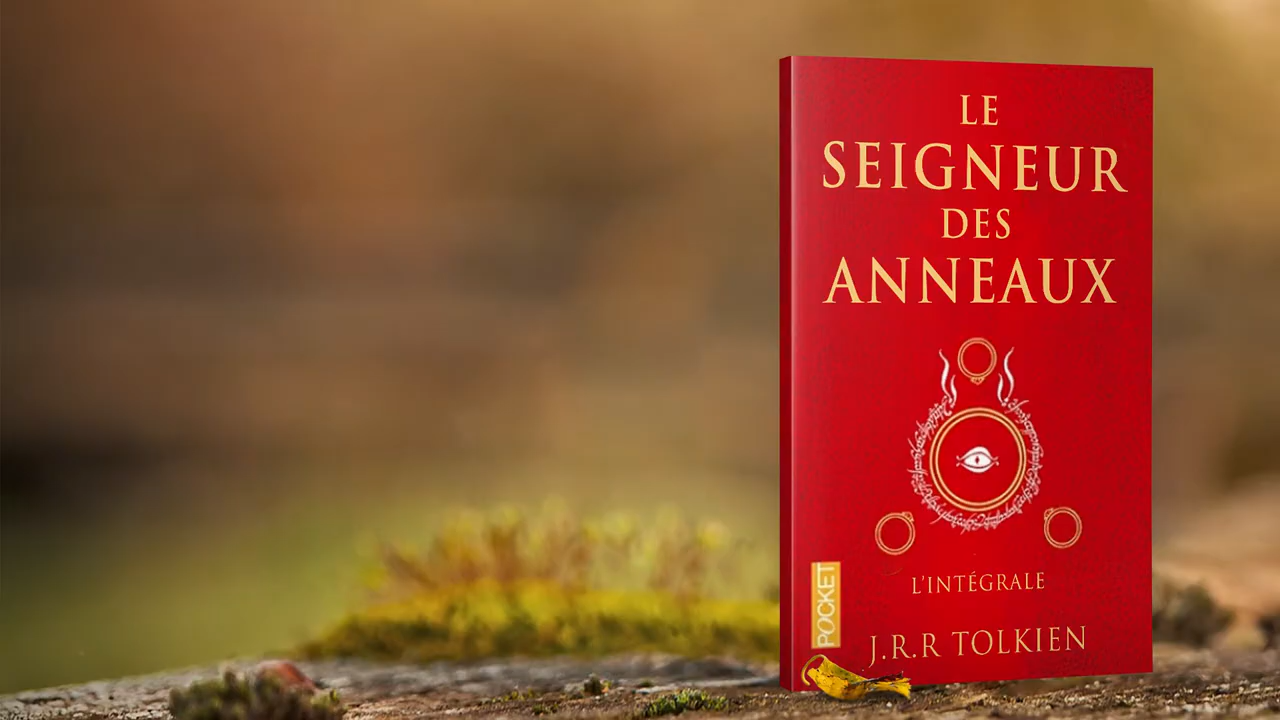 LE
SEIGNEUR
DES
ANNEAUX
L'INTÉGRALE
POCKET
J.R.R TOLKIEN